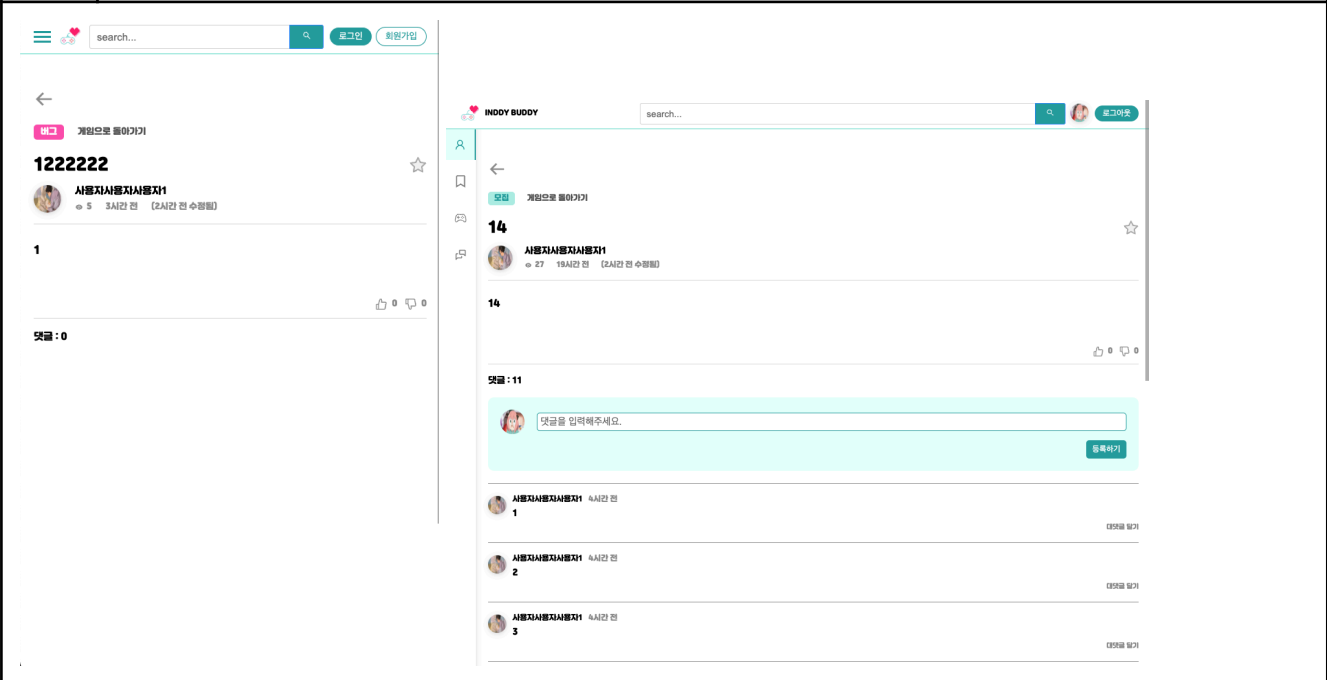 search...
로그인
회원가입
버그 게임으로 돌아가기
1222222
사용자사용자사용자1
5 3시간 전 (2시간 전 수정됨)
1
0 0
댓글 : 0
INDDY BUDDY
search...
로그아웃
모집 게임으로 돌아가기
14
사용자사용자사용자1
27 19시간 전 (2시간 전 수정됨)
14
0 0
댓글 : 11
댓글을 입력해주세요.
등록하기
사용자사용자사용자1 4시간 전
1
대댓글 달기
사용자사용자사용자1 4시간 전
2
대댓글 달기
사용자사용자사용자1 4시간 전
3
대댓글 달기